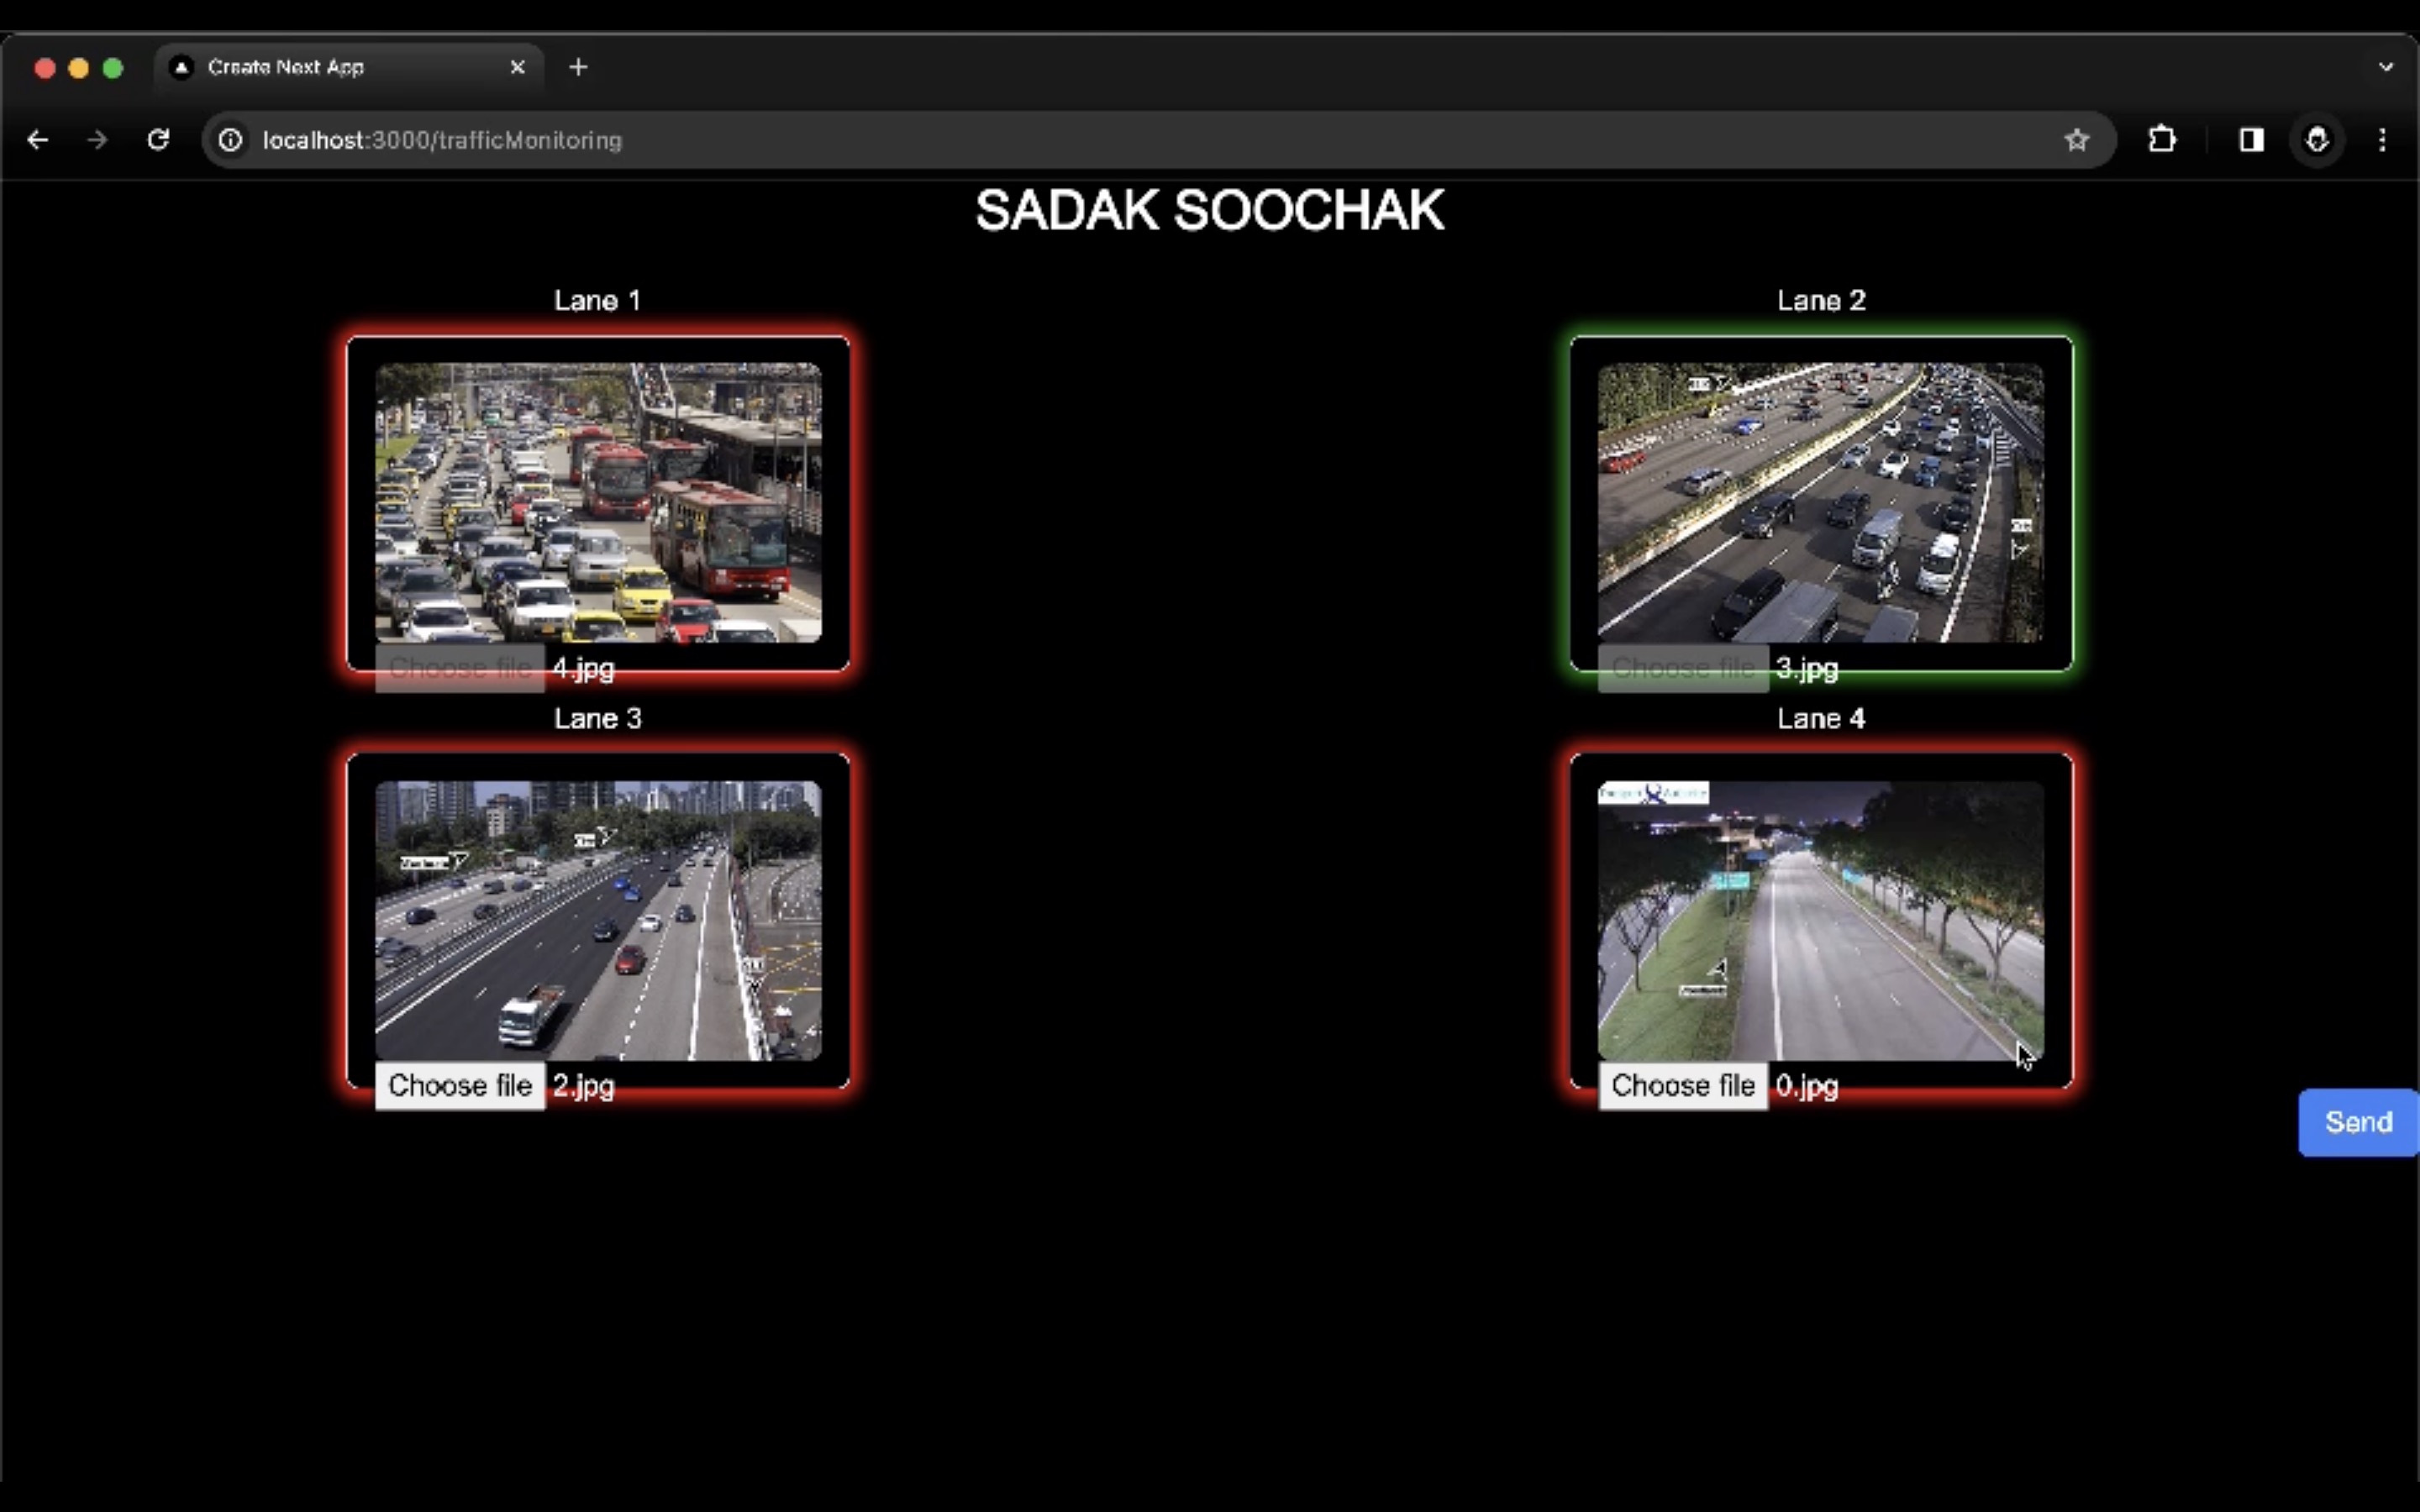 Create Next App
localhost:3000/trafficMonitoring
SADAK SOOCHAK
Lane 1
Lane 2
Choose file 4.jpg
Choose file 3.jpg
Lane 3
Lane 4
Choose file 2.jpg
Choose file 0.jpg
Send